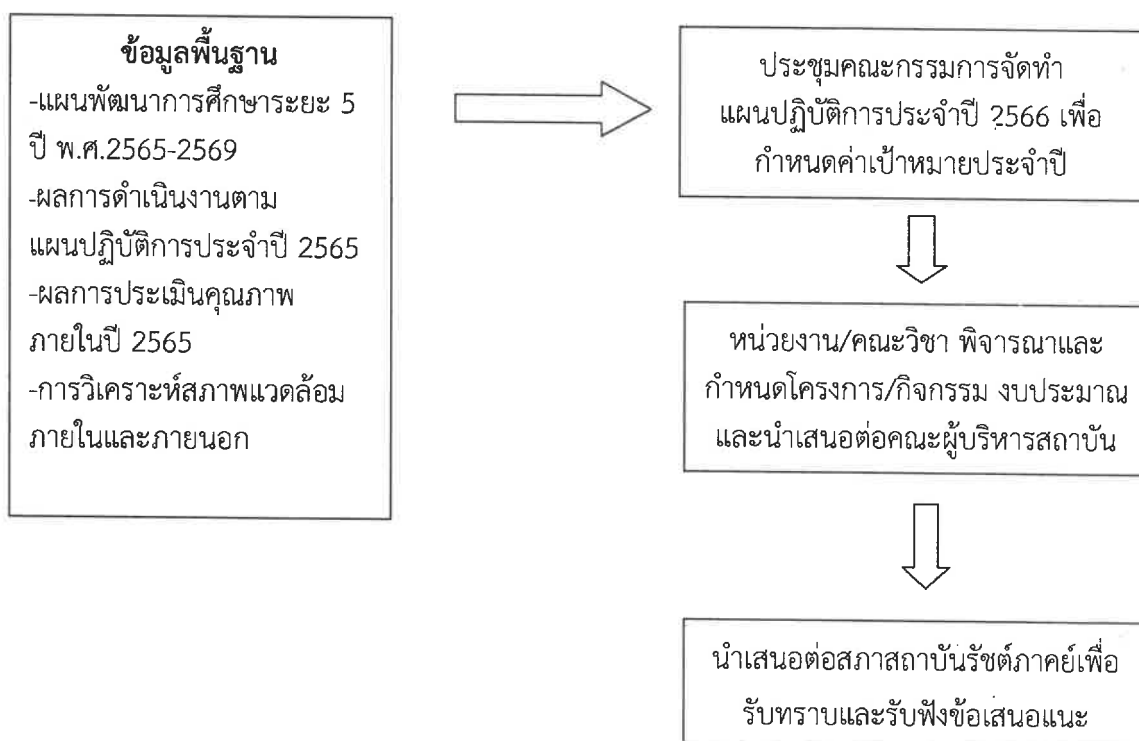 ข้อมูลพื้นฐาน
-แผนพัฒนาการศึกษาระยะ 5
ปี พ.ศ.2565-2569
-ผลการดำเนินงานตาม
แผนปฏิบัติการประจำปี 2565
-ผลการประเมินคุณภาพ
ภายในปี 2565
-การวิเคราะห์สภาพแวดล้อม
ภายในและภายนอก
ประชุมคณะกรรมการจัดทำ
แผนปฏิบัติการประจำปี 2566 เพื่อ
กำหนดค่าเป้าหมายประจำปี
หน่วยงาน/คณะวิชา พิจารณาและ
กำหนดโครงการ/กิจกรรม งบประมาณ
และนำเสนอต่อคณะผู้บริหารสถาบัน
นำเสนอต่อสภาสถาบันรัชต์ภาคย์เพื่อ
รับทราบและรับฟังข้อเสนอแนะ